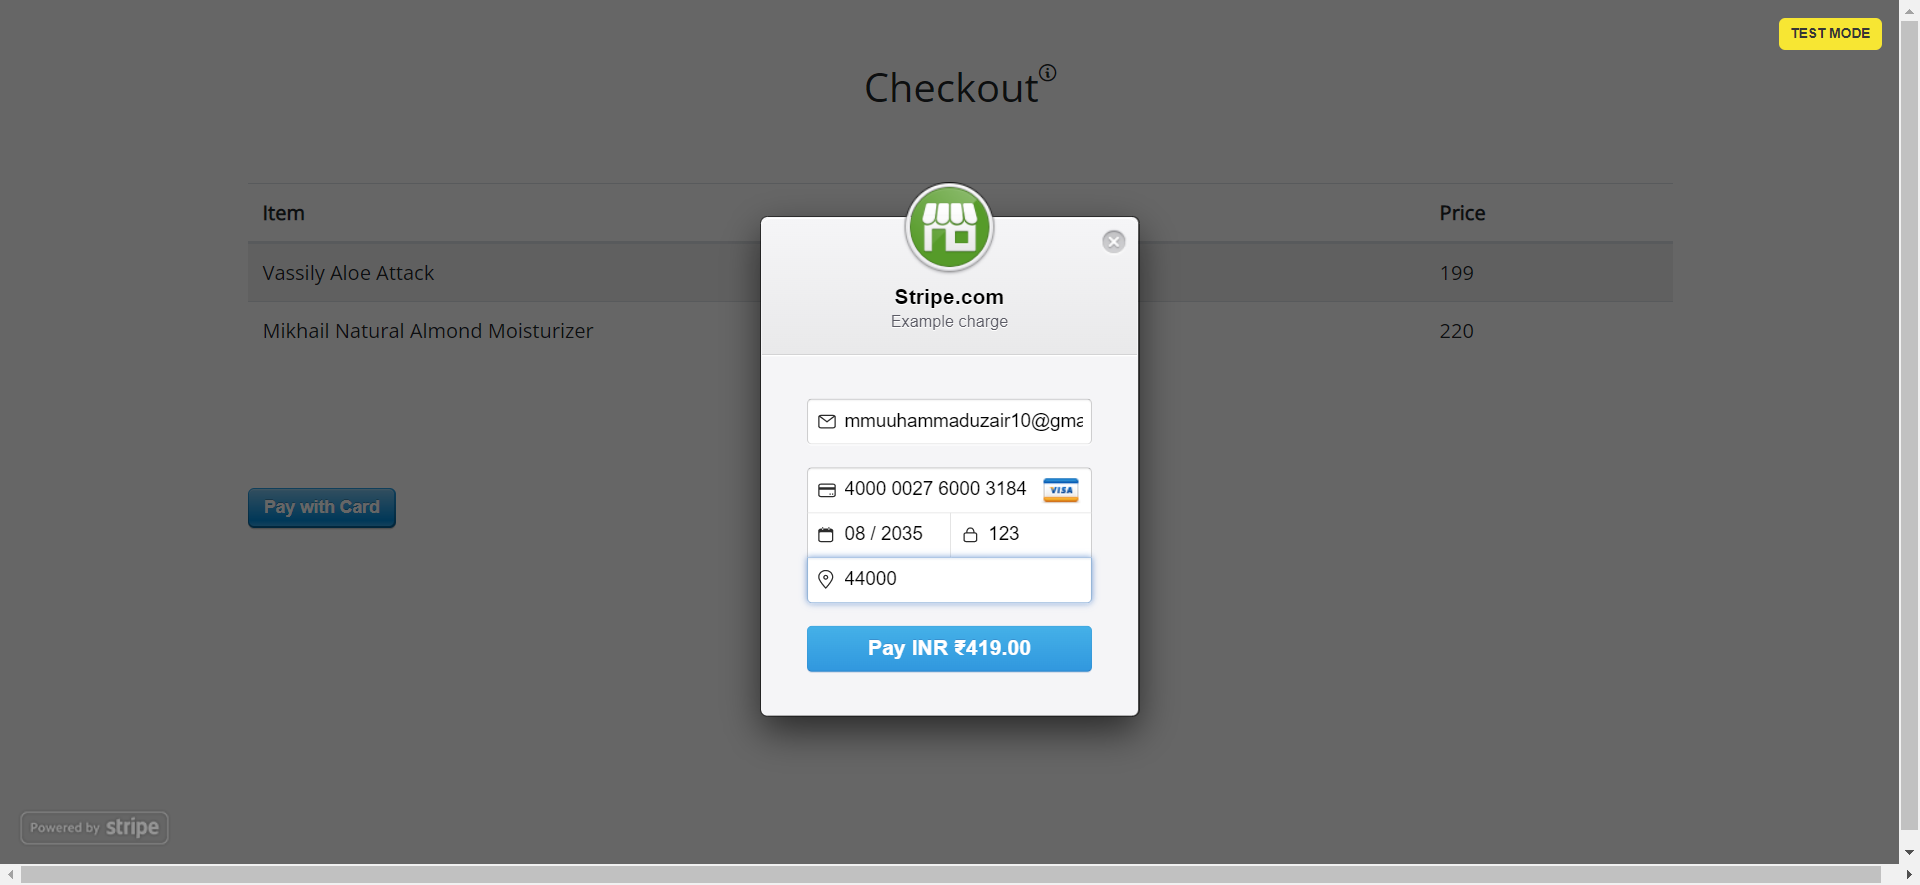 TEST MODE
Checkout
Item Price
Vassily Aloe Attack 199
Mikhail Natural Almond Moisturizer 220
Stripe.com
Example charge
mmuuhammaduzair10@gma
4000 0027 6000 3184 VISA
08 / 2035 123
44000
Pay INR ₹419.00
Pay with Card
Powered by stripe